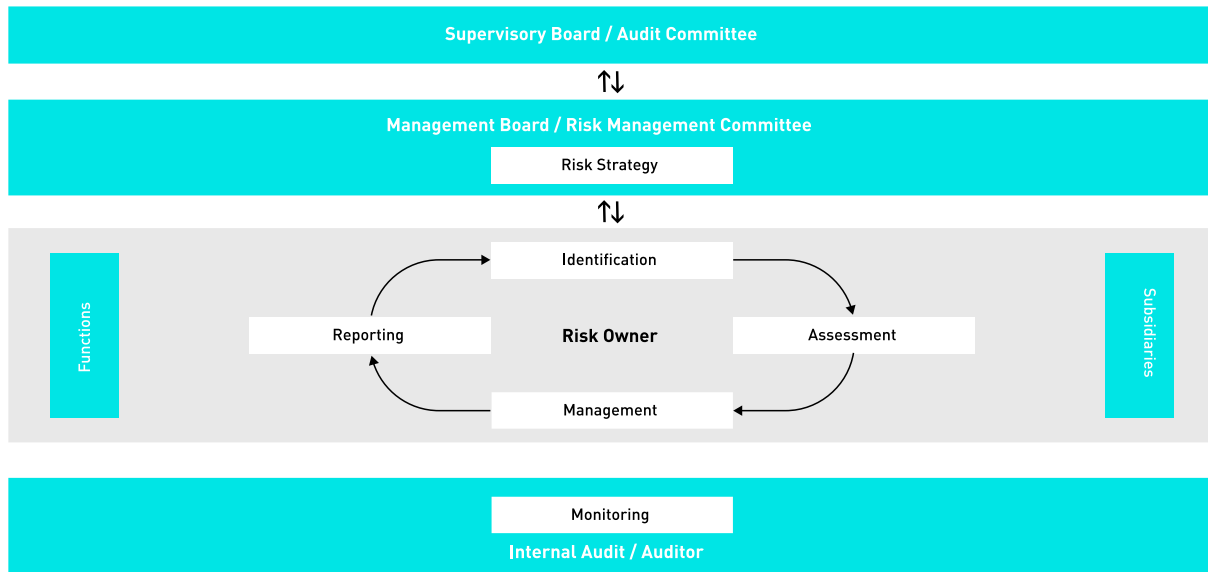 Supervisory Board / Audit Committee
Management Board / Risk Management Committee
Risk Strategy
Functions
Identification
Reporting
Risk Owner
Assessment
Management
Subsidiaries
Monitoring
Internal Audit / Auditor